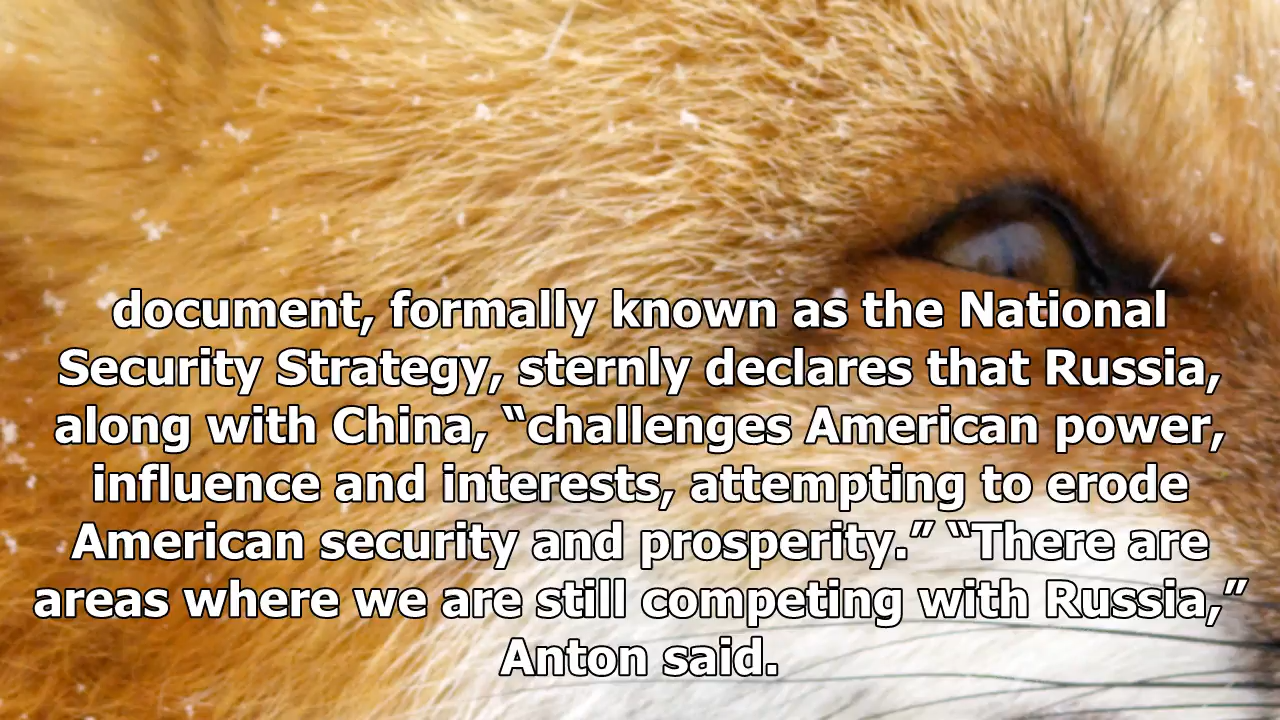 document, formally known as the National
Security Strategy, sternly declares that Russia,
along with China, “challenges American power,
influence and interests, attempting to erode
American security and prosperity.” “There are
areas where we are still competing with Russia,”
Anton said.